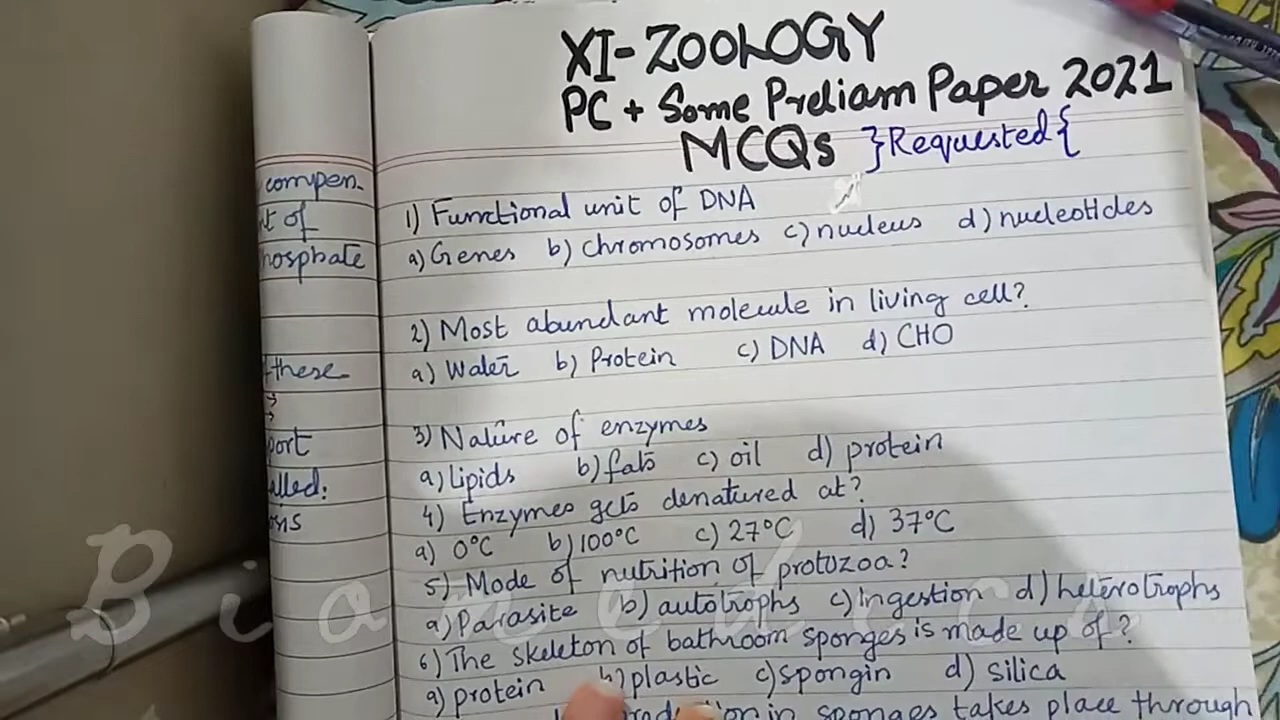 XI-ZOOLOGY
PC + Some Preliam Paper 2021
MCQs }Requested{
compen-
nt of
hosphate
these
port
alled:
osis
1) Functional unit of DNA
a) Genes b) chromosomes c) nucleus d) nucleotides
2) Most abundant molecule in living cell?
a) Water b) Protein c) DNA d) CHO
3) Nature of enzymes
a) lipids b) fats c) oil d) protein
4) Enzymes gets denatured at?
a) 0°C b) 100°C c) 27°C d) 37°C
5) Mode of nutrition of protozoa?
a) Parasite b) autotrophs c) Ingestion d) heterotrophs
6) The skeleton of bathroom sponges is made up of?
a) protein b) plastic c) spongin d) silica
in sponges takes place through